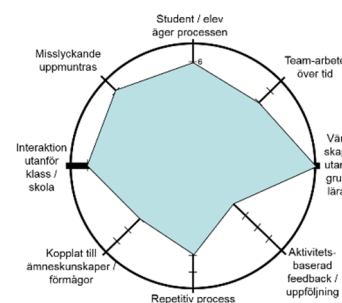 Student / elev
äger processen
6
Misslyckande
uppmuntras
Team-arbete
över tid
Interaktion
utanför
klass /
skola
Kopplat till
ämneskunskaper /
förmågor
Aktivitets-
baserad
feedback /
uppföljning
Repetitiv process